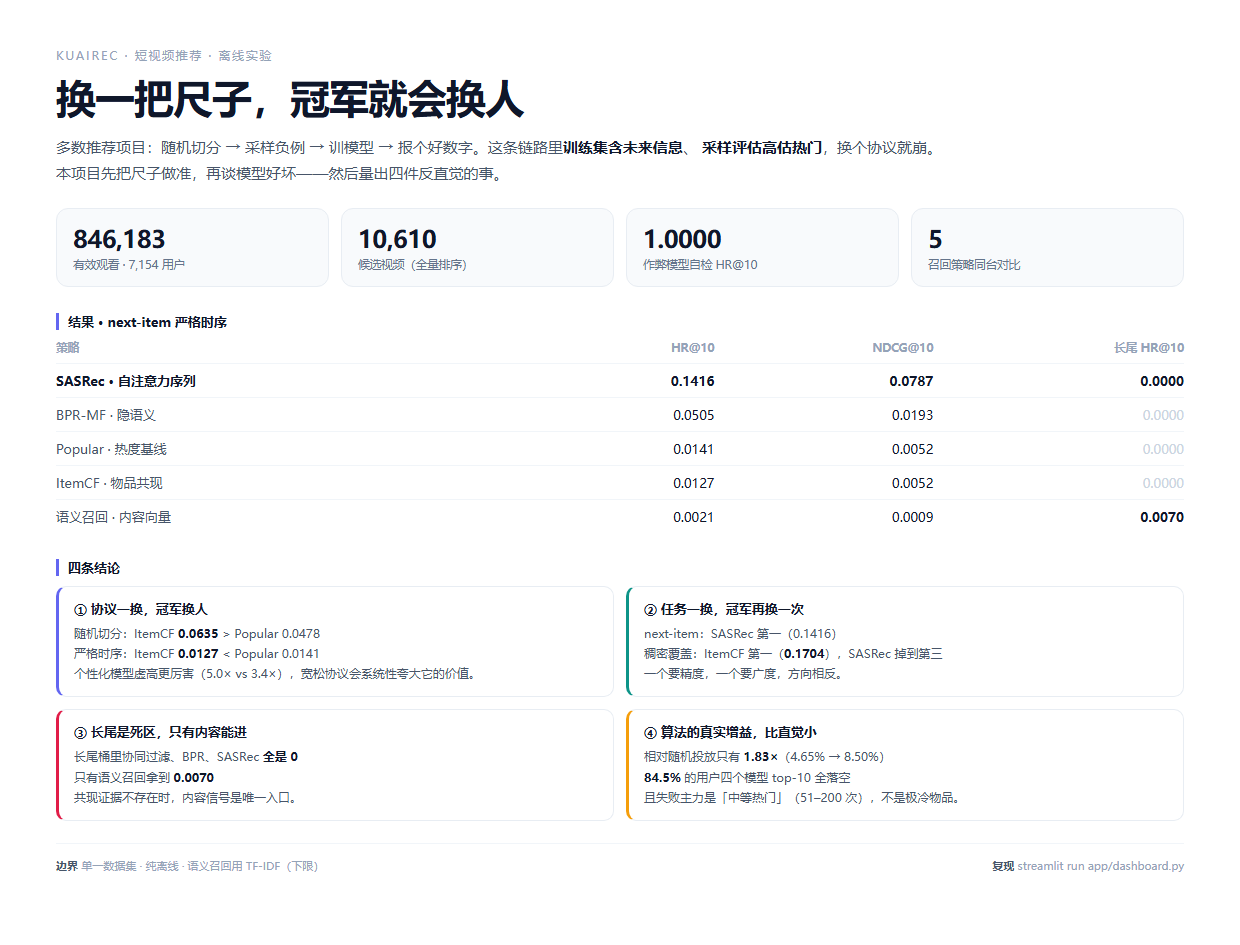 KUAIREC · 短视频推荐 · 离线实验
换一把尺子，冠军就会换人
多数推荐项目：随机切分 → 采样负例 → 训模型 → 报个好数字。这条链路里训练集含未来信息、 采样评估高估热门，换个协议就崩。
本项目先把尺子做准，再谈模型好坏——然后量出四件反直觉的事。
846,183
有效观看 · 7,154 用户
10,610
候选视频（全量排序）
1.0000
作弊模型自检 HR@10
5
召回策略同台对比
结果 · next-item 严格时序
策略 HR@10 NDCG@10 长尾 HR@10
SASRec · 自注意力序列 0.1416 0.0787 0.0000
BPR-MF · 隐语义 0.0505 0.0193 0.0000
Popular · 热度基线 0.0141 0.0052 0.0000
ItemCF · 物品共现 0.0127 0.0052 0.0000
语义召回 · 内容向量 0.0021 0.0009 0.0070
四条结论
① 协议一换，冠军换人
随机切分：ItemCF 0.0635 > Popular 0.0478
严格时序：ItemCF 0.0127 < Popular 0.0141
个性化模型虚高更厉害（5.0× vs 3.4×），宽松协议会系统性夸大它的价值。
② 任务一换，冠军再换一次
next-item：SASRec 第一（0.1416）
稠密覆盖：ItemCF 第一（0.1704），SASRec 掉到第三
一个要精度，一个要广度，方向相反。
③ 长尾是死区，只有内容能进
长尾桶里协同过滤、BPR、SASRec 全是 0
只有语义召回拿到 0.0070
共现证据不存在时，内容信号是唯一入口。
④ 算法的真实增益，比直觉小
相对随机投放只有 1.83×（4.65% → 8.50%）
84.5% 的用户四个模型 top-10 全落空
且失败主力是「中等热门」（51–200 次），不是极冷物品。
边界 单一数据集 · 纯离线 · 语义召回用 TF-IDF（下限）
复现 streamlit run app/dashboard.py